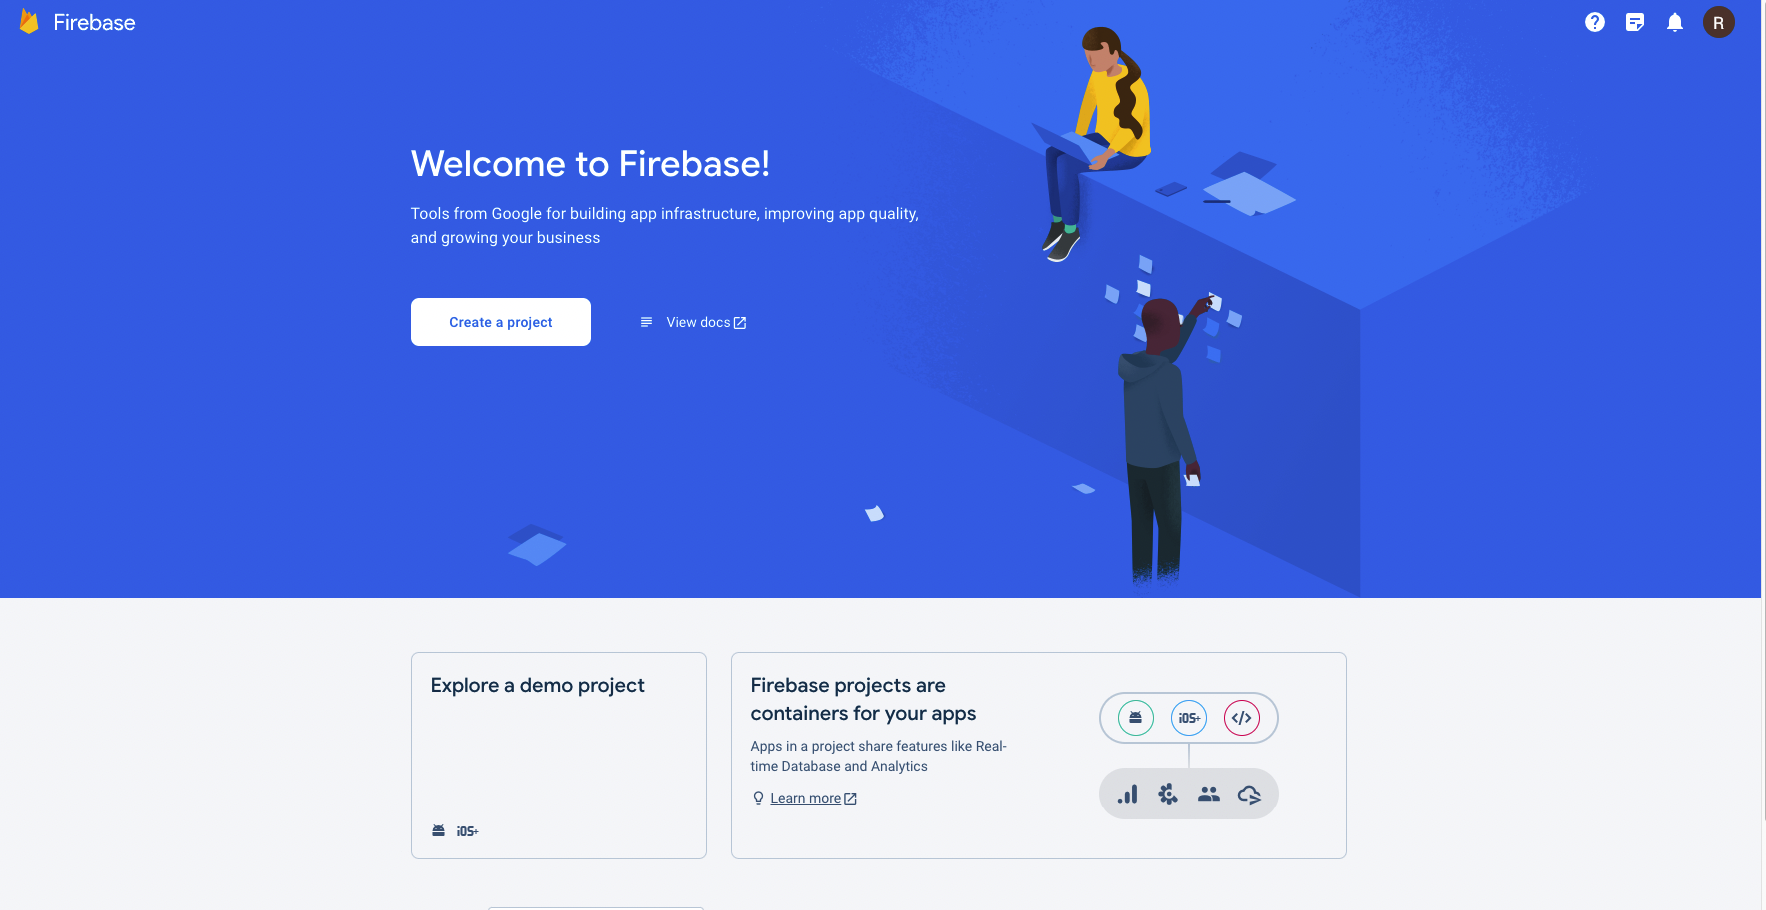 Firebase
R
Welcome to Firebase!
Tools from Google for building app infrastructure, improving app quality,
and growing your business
Create a project
View docs
Explore a demo project
iOS+
Firebase projects are
containers for your apps
Apps in a project share features like Real-
time Database and Analytics
Learn more
iOS+